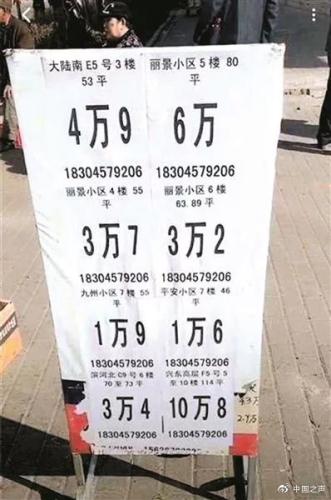 大陆南 E5 号 3 楼
53 平
4万9
18304579206
丽景小区 5 楼 80
平
6万
18304579206
丽景小区 4 楼 55
平
3万7
18304579206
丽景小区 6 楼
63.89 平
3万2
18304579206
九州小区 7 楼 55
平
1万9
18304579206
平安小区 7 楼 46
平
1万6
18304579206
滨河北 C9 号 6 楼
70 至 73 平
3万4
18304579206
兴东高层 F5 号 5
至 10 楼 114 平
10万8
18304579206
中国之声